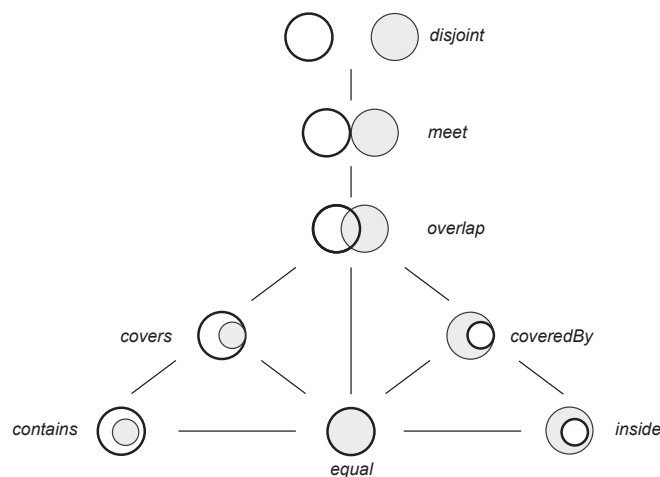 disjoint
meet
overlap
covers
coveredBy
contains
inside
equal